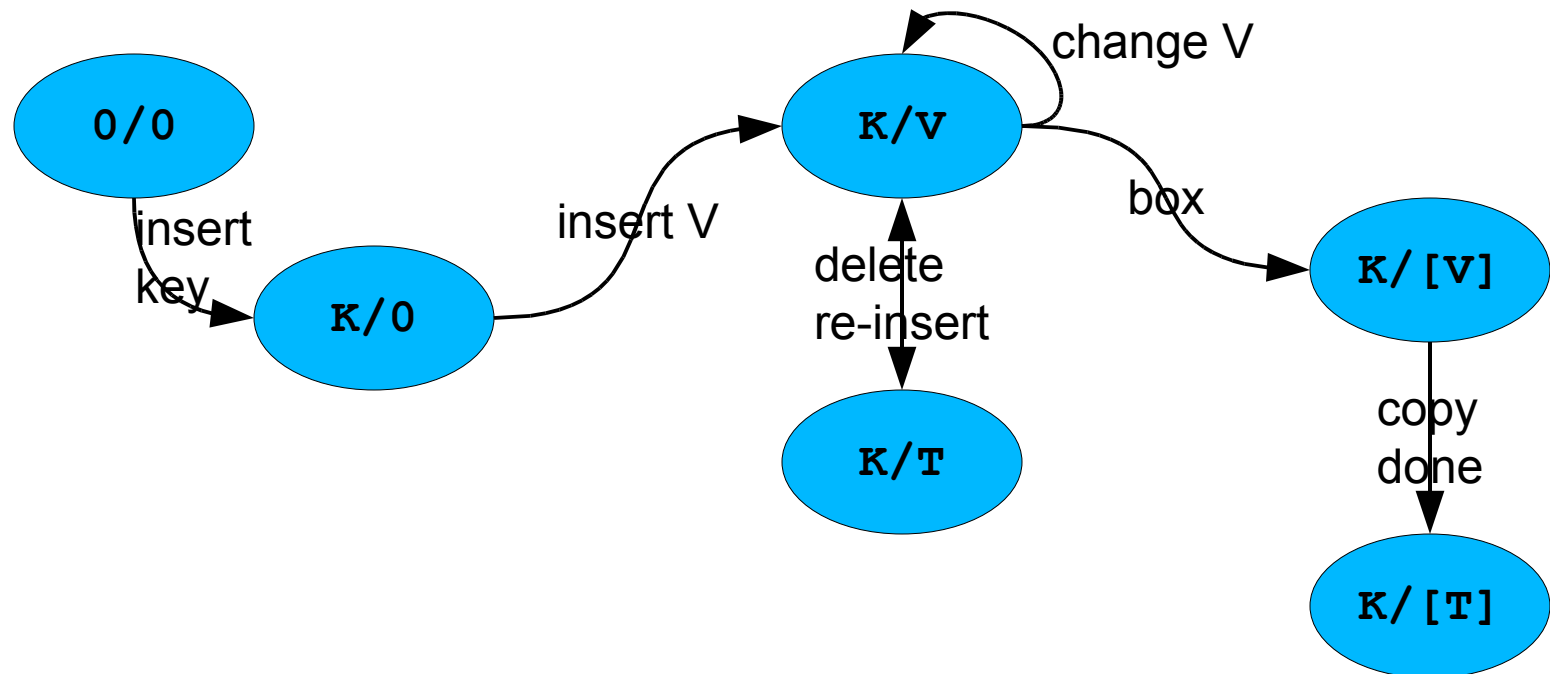 change V
0/0
K/V
insert V
box
insert
key
delete
re-insert
K/[V]
K/0
copy
done
K/T
K/[T]